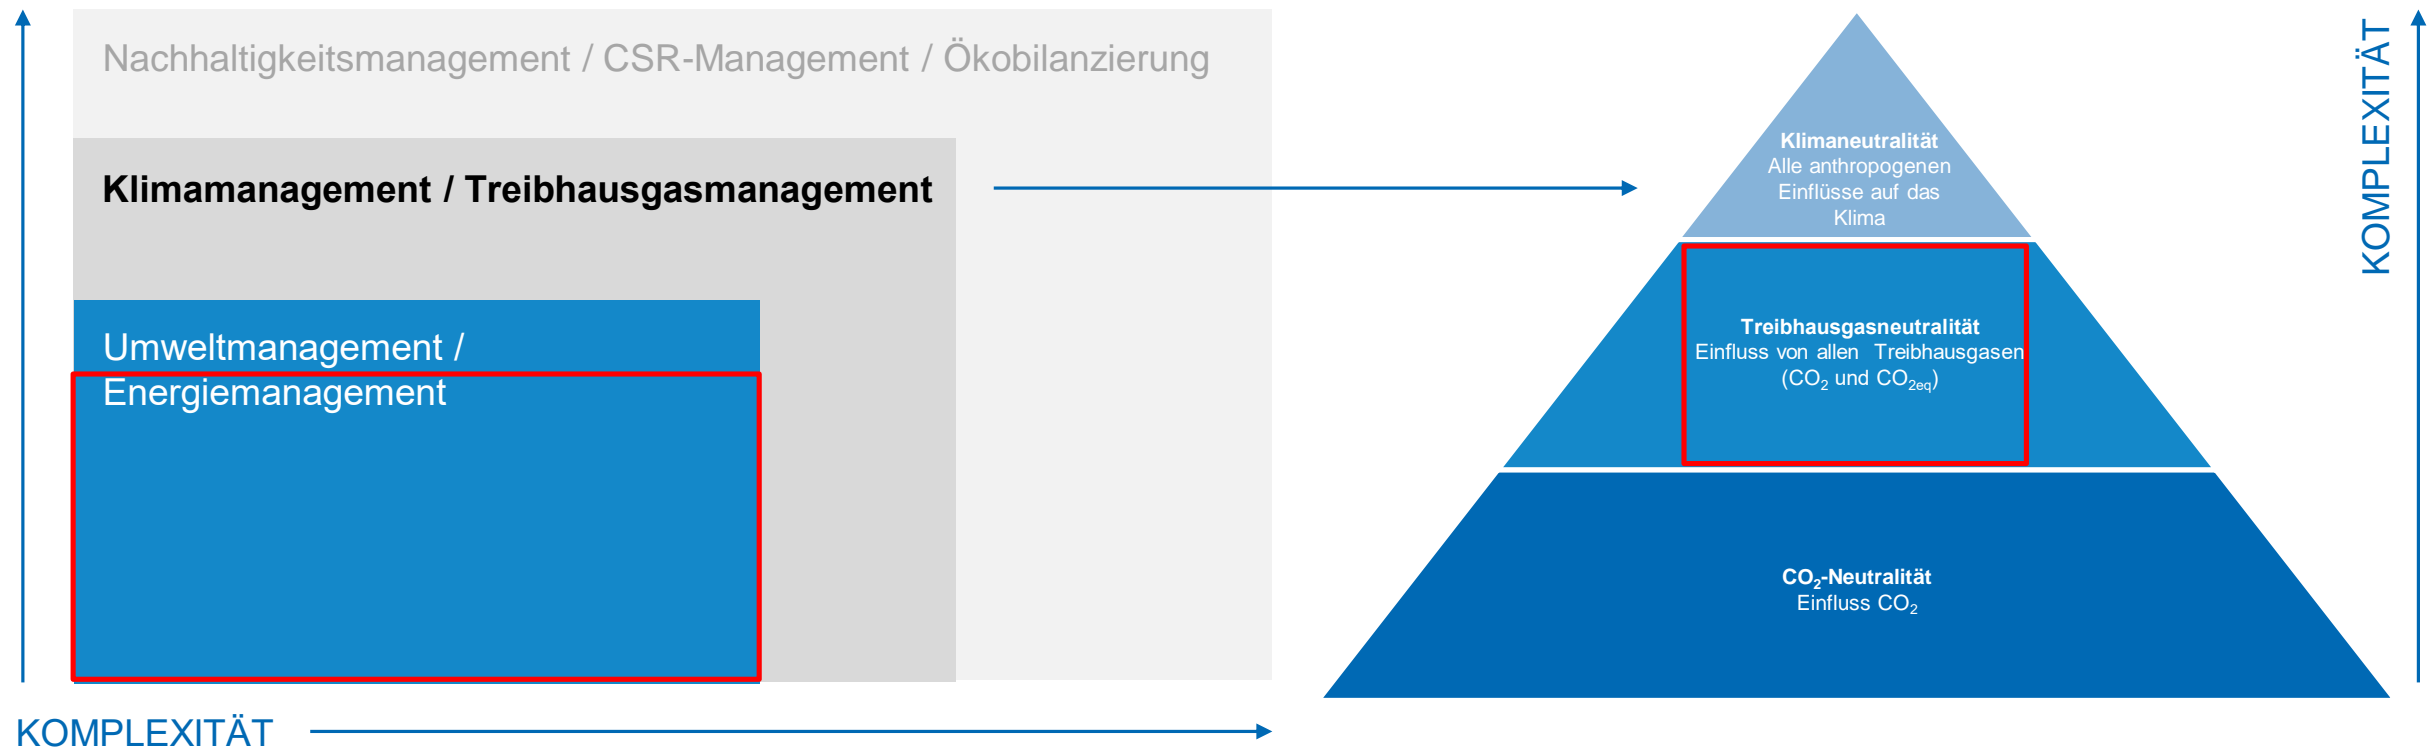 Nachhaltigkeitsmanagement / CSR-Management / Ökobilanzierung
Klimamanagement / Treibhausgasmanagement
Umweltmanagement /
Energiemanagement
KOMPLEXITÄT
Klimaneutralität
Alle anthropogenen
Einflüsse auf das
Klima
Treibhausgasneutralität
Einfluss von allen Treibhausgasen
(CO₂ und CO₂eq)
CO₂-Neutralität
Einfluss CO₂
KOMPLEXITÄT